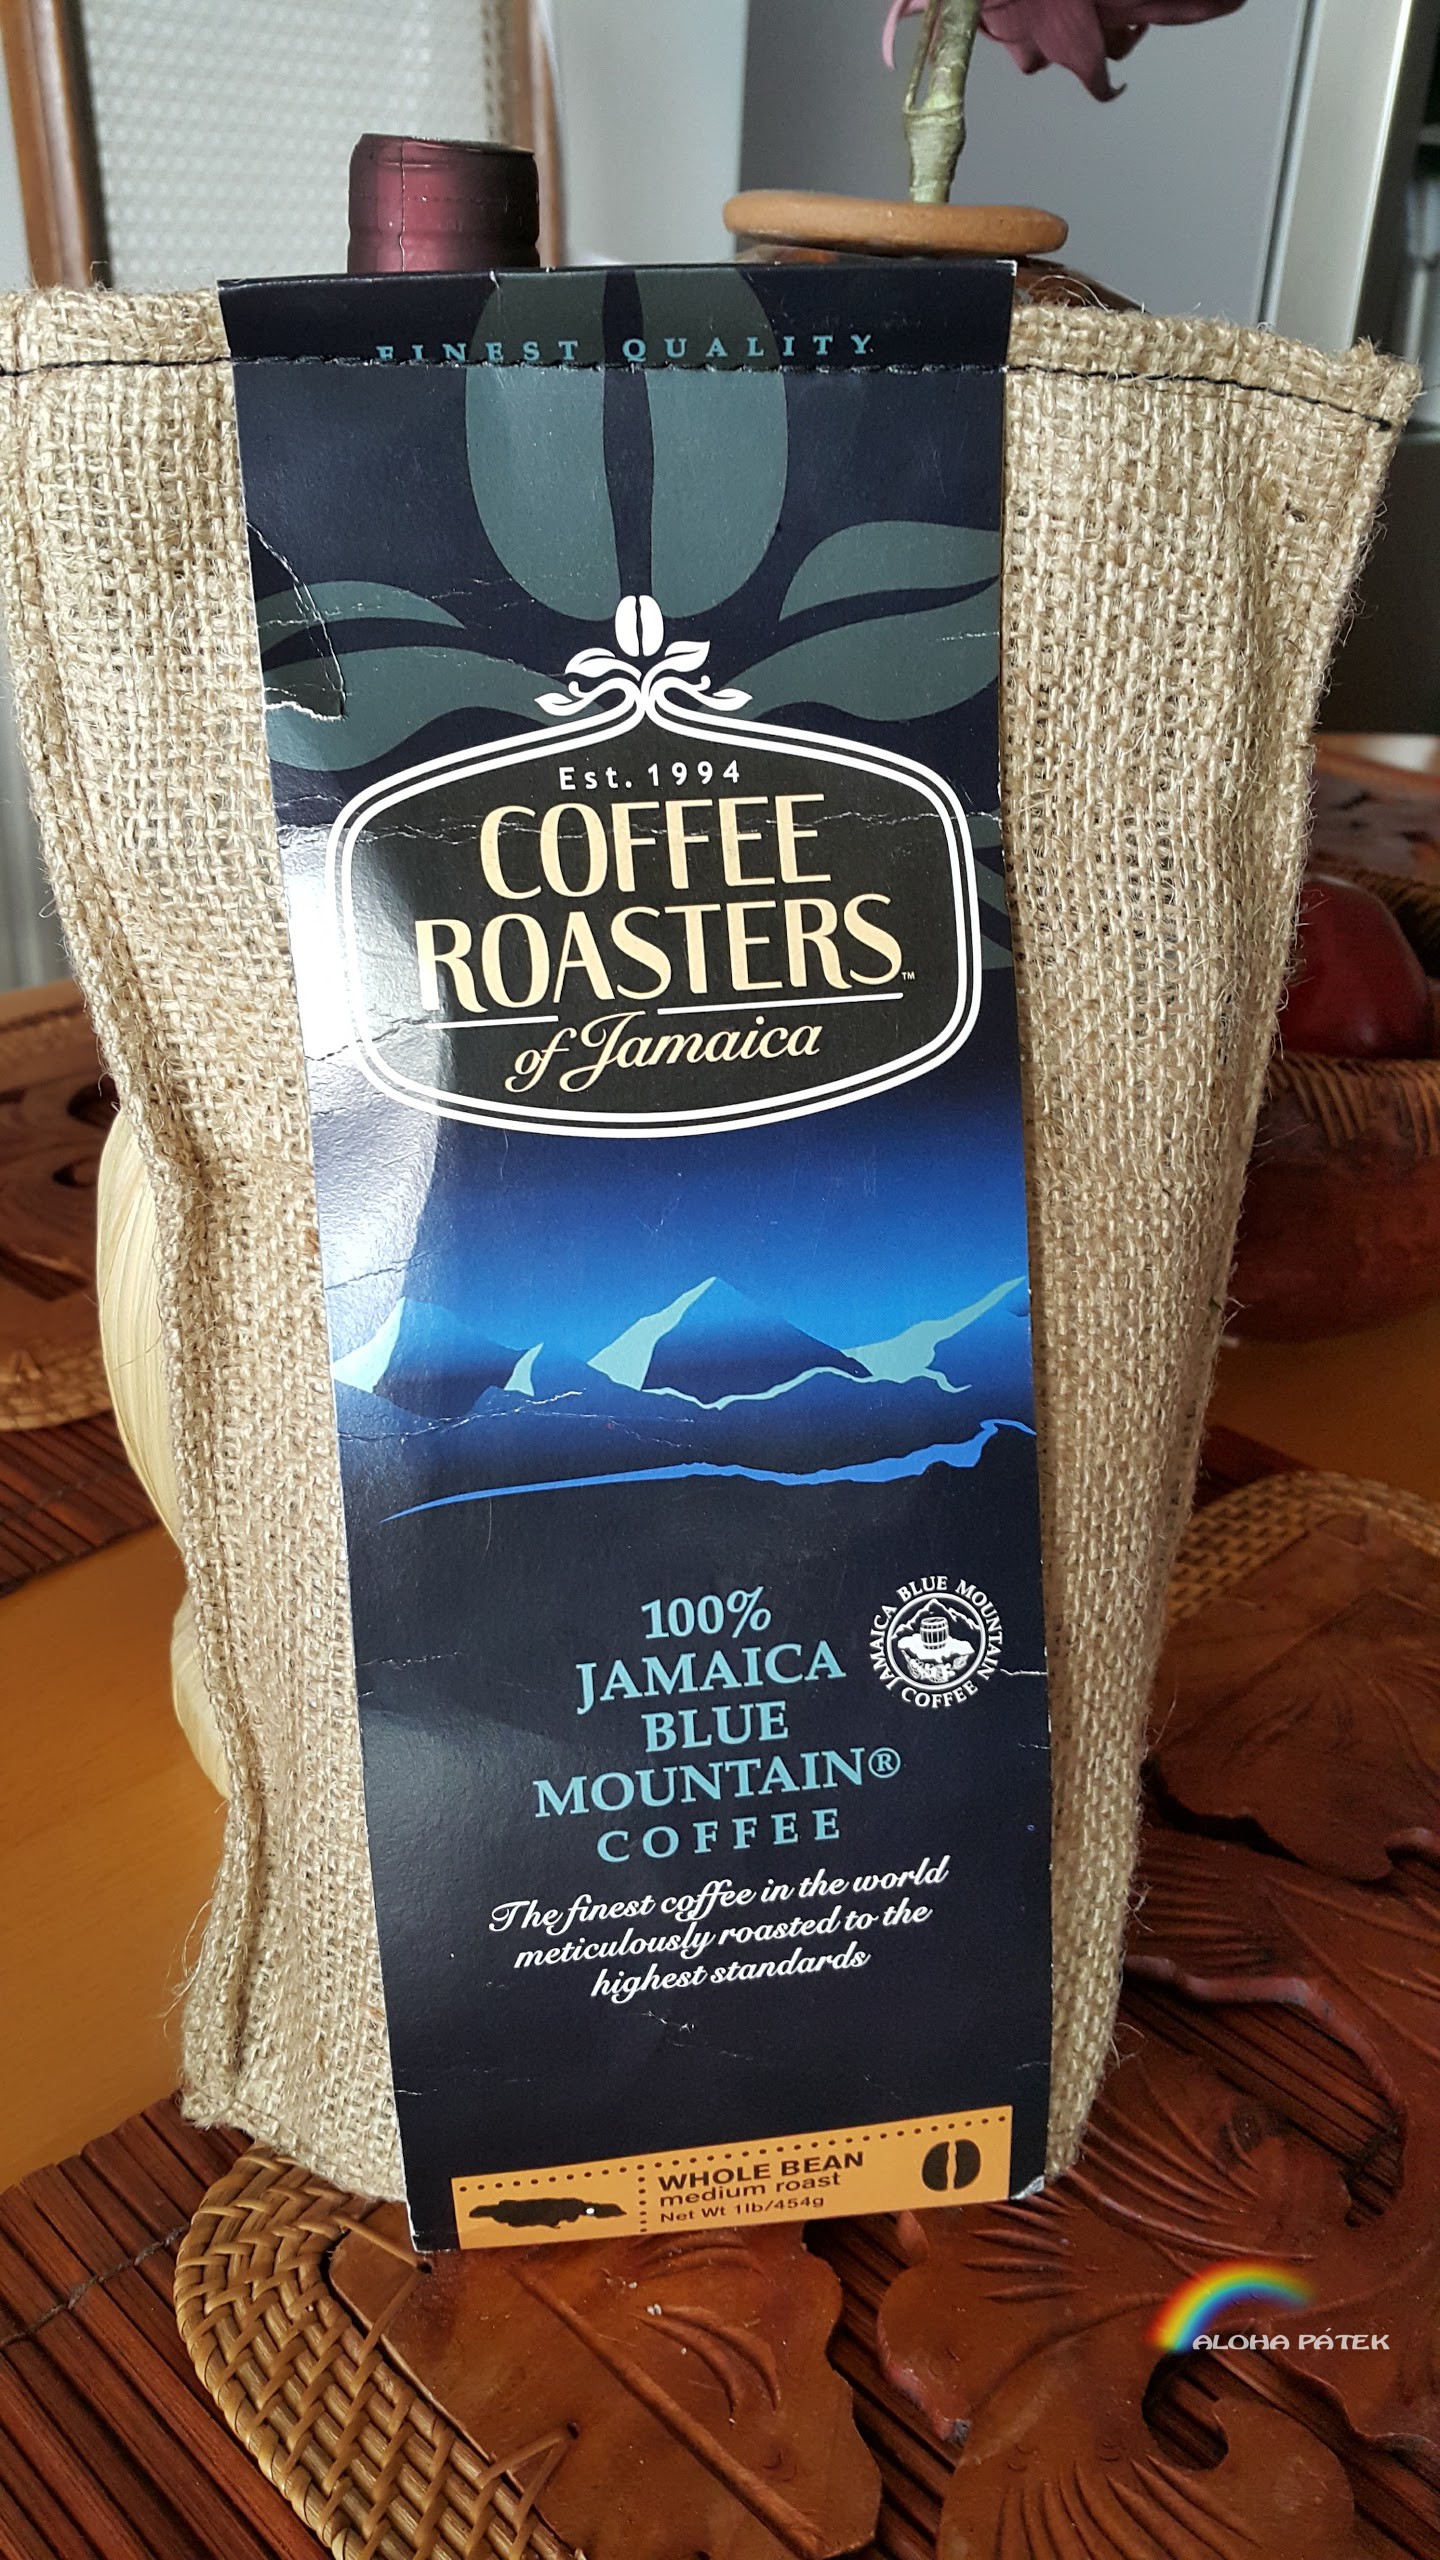 FINEST QUALITY
Est. 1994
COFFEE
ROASTERS™
of Jamaica
100%
JAMAICA
BLUE
MOUNTAIN®
COFFEE
JAMAICA BLUE MOUNTAIN COFFEE
The finest coffee in the world
meticulously roasted to the
highest standards
WHOLE BEAN
medium roast
Net Wt 1lb/454g
ALOHA PÁTEK